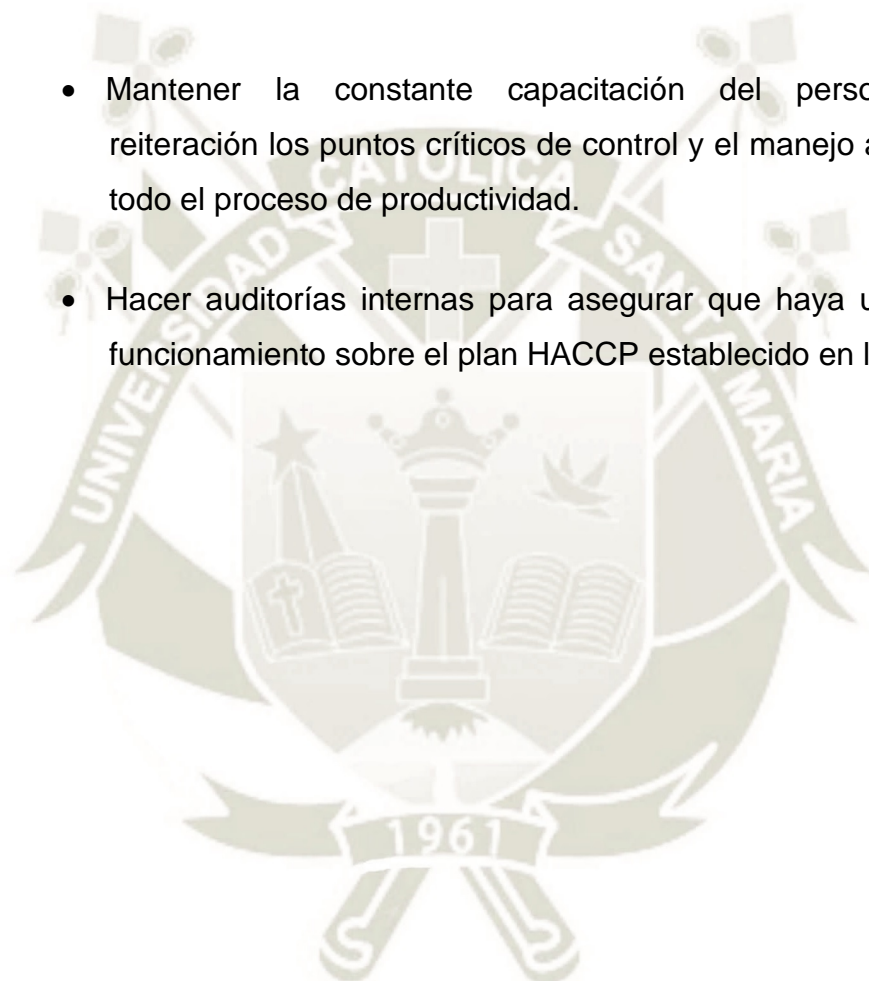 • Mantener la constante capacitación del
reiteración los puntos críticos de control y el manejo
todo el proceso de productividad.
• Hacer auditorías internas para asegurar que haya
funcionamiento sobre el plan HACCP establecido en
UNIVERSIDAD CATOLICA SANTA MARIA
1961